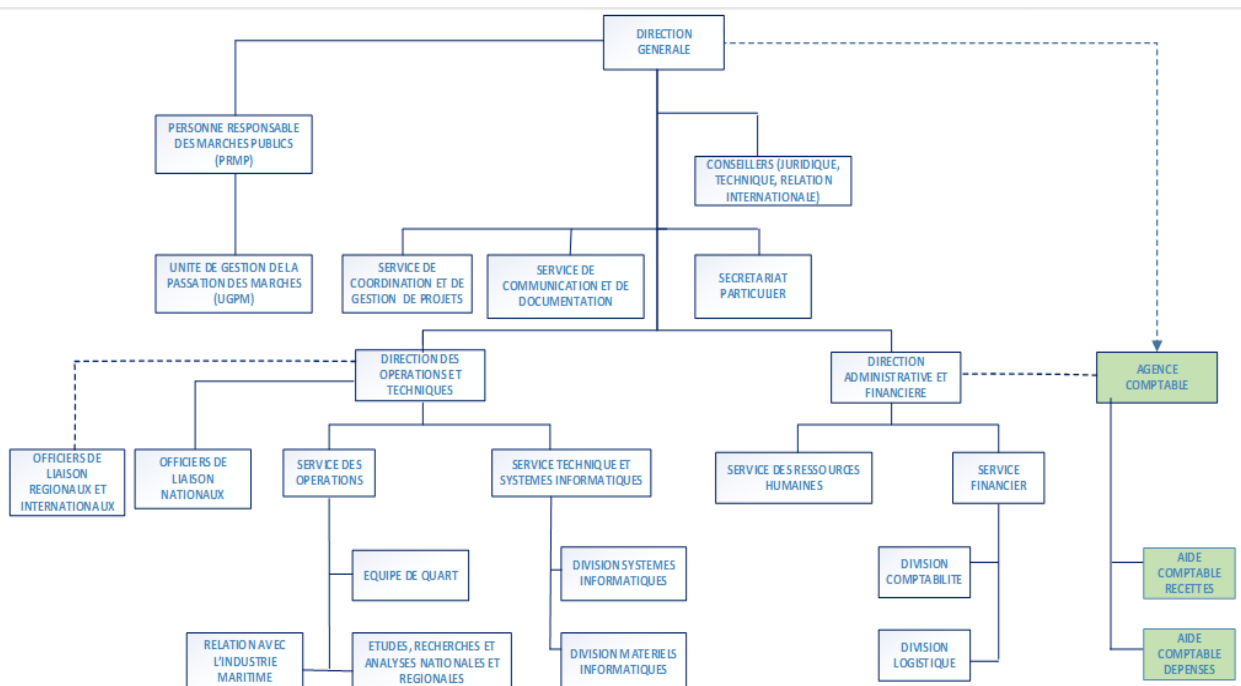 DIRECTION
GENERALE
PERSONNE RESPONSABLE
DES MARCHES PUBLICS
(PRMP)
CONSEILLERS (JURIDIQUE,
TECHNIQUE, RELATION
INTERNATIONALE)
UNITE DE GESTION DE LA
PASSATION DES MARCHES
(UGPM)
SERVICE DE
COORDINATION ET DE
GESTION DE PROJETS
SERVICE DE
COMMUNICATION ET DE
DOCUMENTATION
SECRETARIAT
PARTICULIER
DIRECTION DES
OPERATIONS ET
TECHNIQUES
DIRECTION
ADMINISTRATIVE ET
FINANCIERE
AGENCE
COMPTABLE
OFFICIERS DE
LIAISON
REGIONAUX ET
INTERNATIONAUX
OFFICIERS DE
LIAISON
NATIONAUX
SERVICE DES
OPERATIONS
SERVICE TECHNIQUE ET
SYSTEMES INFORMATIQUES
SERVICE DES RESSOURCES
HUMAINES
SERVICE
FINANCIER
EQUIPE DE QUART
DIVISION SYSTEMES
INFORMATIQUES
DIVISION
COMPTABILITE
AIDE
COMPTABLE
RECETTES
RELATION AVEC
L'INDUSTRIE
MARITIME
ETUDES, RECHERCHES ET
ANALYSES NATIONALES ET
REGIONALES
DIVISION MATERIELS
INFORMATIQUES
DIVISION
LOGISTIQUE
AIDE
COMPTABLE
DEPENSES